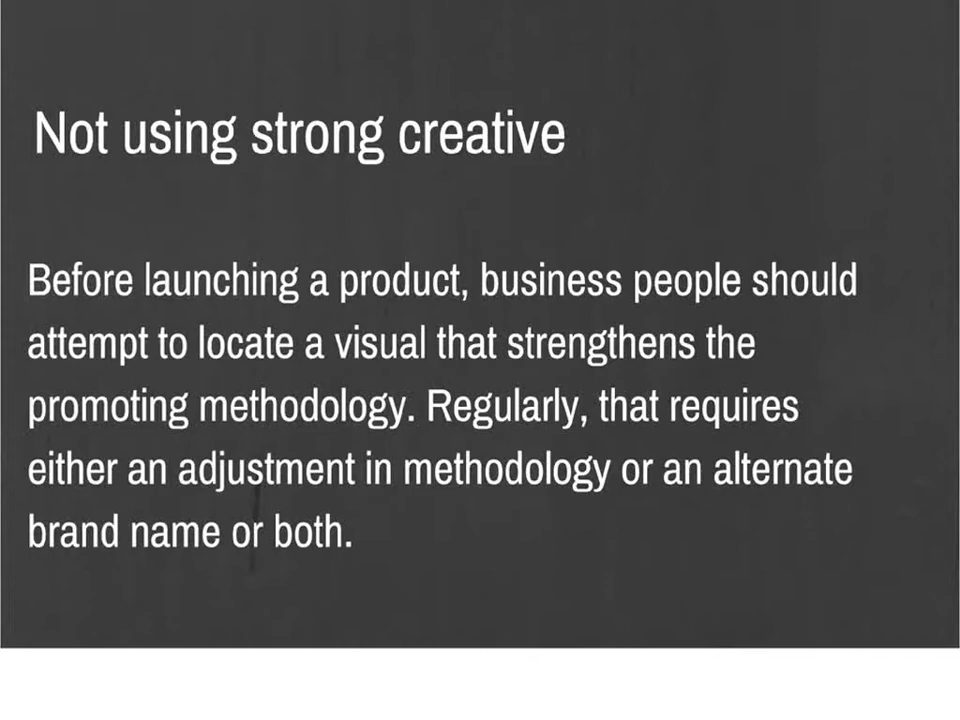 Not using strong creative
Before launching a product, business people should
attempt to locate a visual that strengthens the
promoting methodology. Regularly, that requires
either an adjustment in methodology or an alternate
brand name or both.